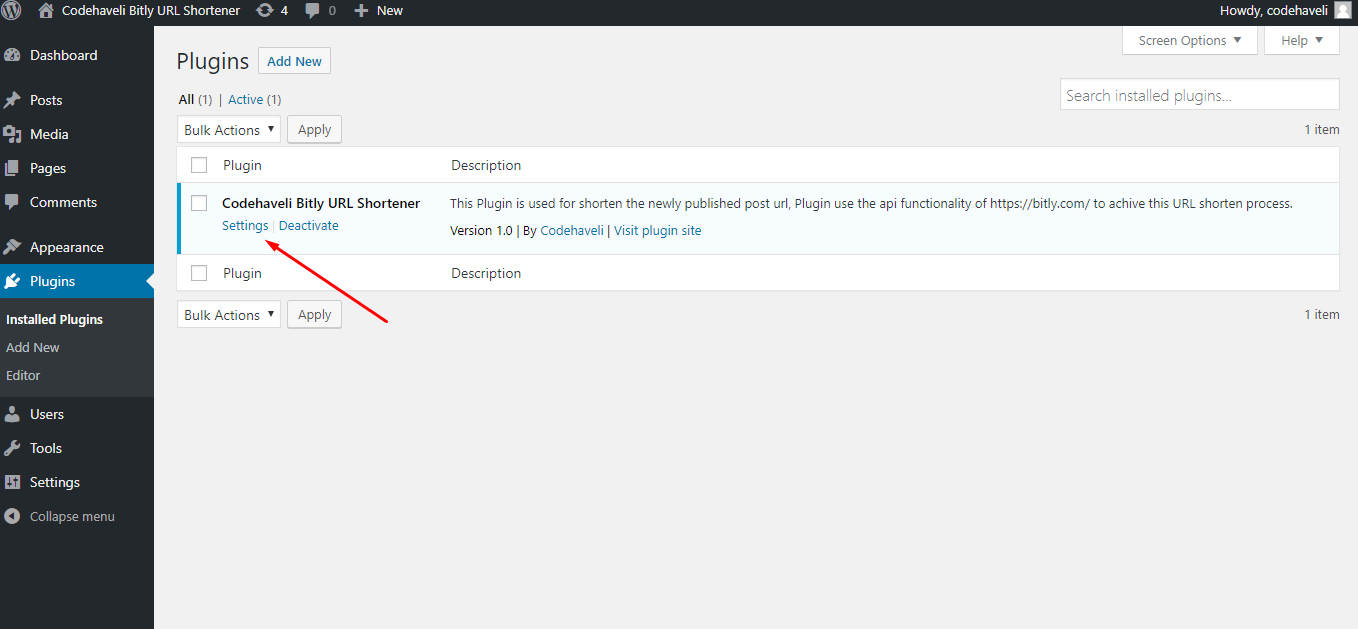 Codehaveli Bitly URL Shortener 4 0 New Howdy, codehaveli
Screen Options Help
Dashboard
Posts
Media
Pages
Comments
Appearance
Plugins
Installed Plugins
Add New
Editor
Users
Tools
Settings
Collapse menu
Plugins Add New
All (1) | Active (1)
Search installed plugins...
Bulk Actions Apply 1 item
Plugin Description
Codehaveli Bitly URL Shortener This Plugin is used for shorten the newly published post url, Plugin use the api functionality of https://bitly.com/ to achive this URL shorten process.
Settings | Deactivate Version 1.0 | By Codehaveli | Visit plugin site
Plugin Description
Bulk Actions Apply 1 item